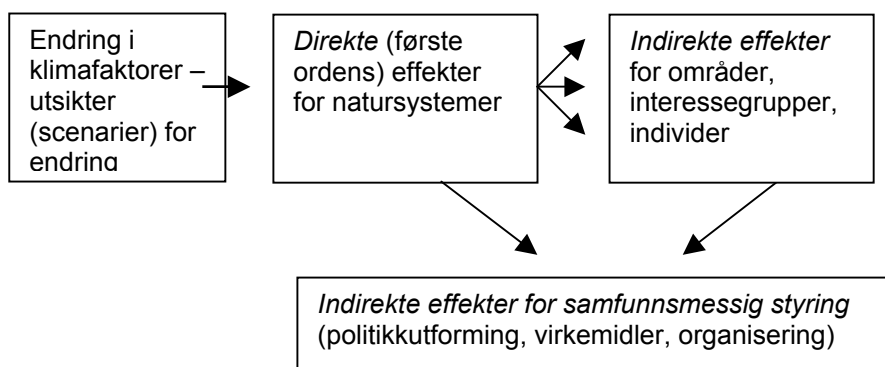 Endring i
klimafaktorer –
utsikter
(scenarier) for
endring
Direkte (første
ordens) effekter
for natursystemer
Indirekte effekter
for områder,
interessegrupper,
individer
Indirekte effekter for samfunnsmessig styring
(politikkutforming, virkemidler, organisering)